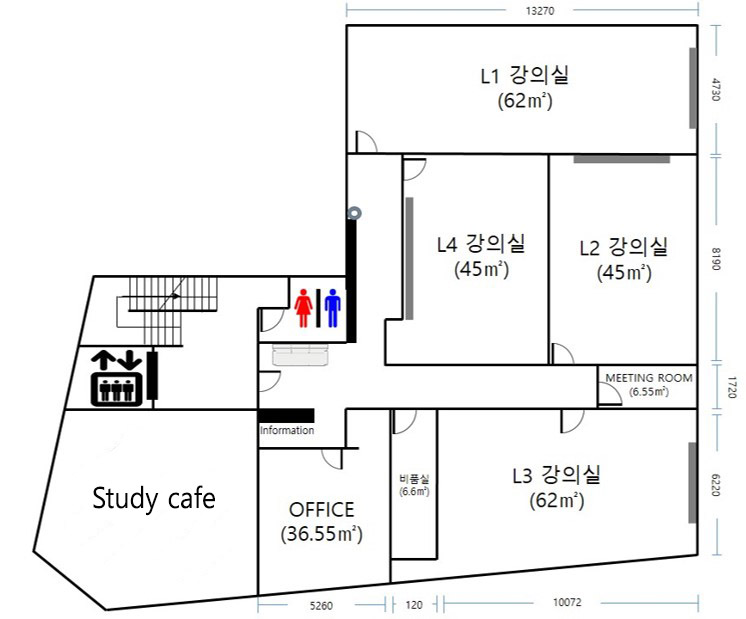 13270
L1 강의실
(62㎡)
4730
L4 강의실
(45㎡)
L2 강의실
(45㎡)
8190
MEETING ROOM
(6.55㎡)
1720
Information
Study cafe
OFFICE
(36.55㎡)
비품실
(6.6㎡)
L3 강의실
(62㎡)
6220
5260
120
10072